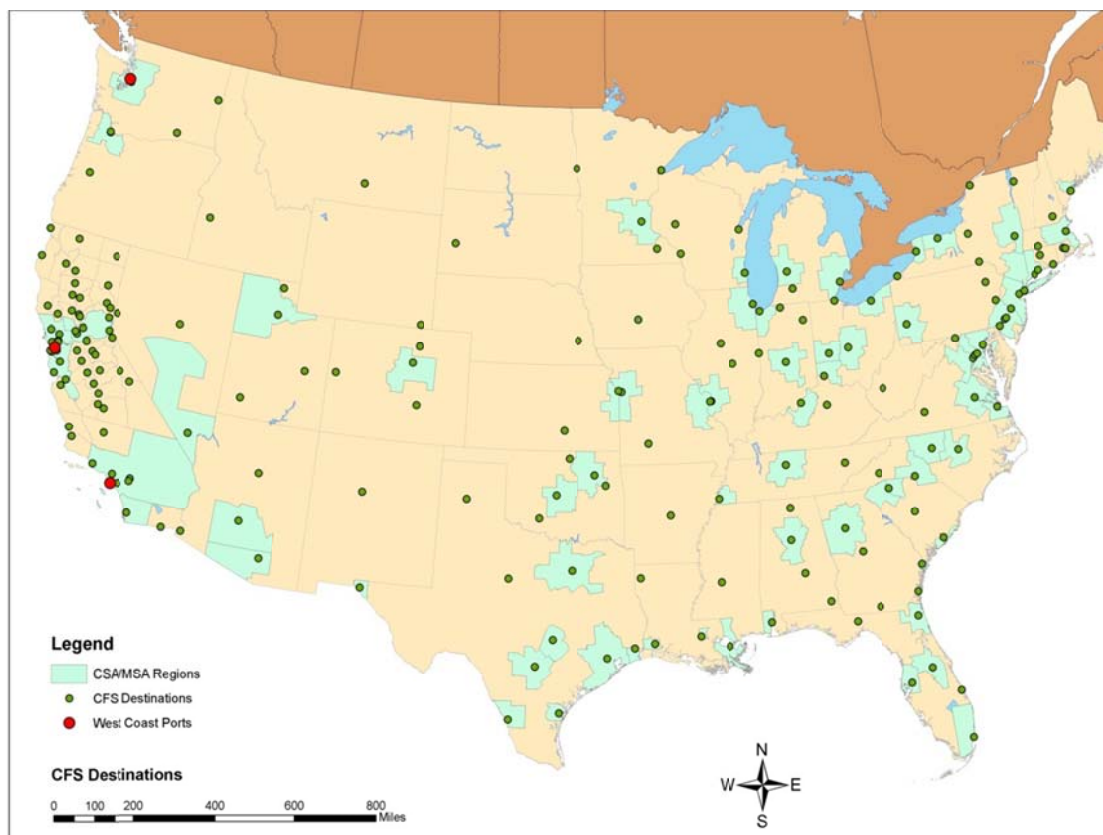 Legend
CSA/MSA Regions
CFS Destinations
West Coast Ports
CFS Destinations
0 100 200 400 600 800
Miles
N
W E
S